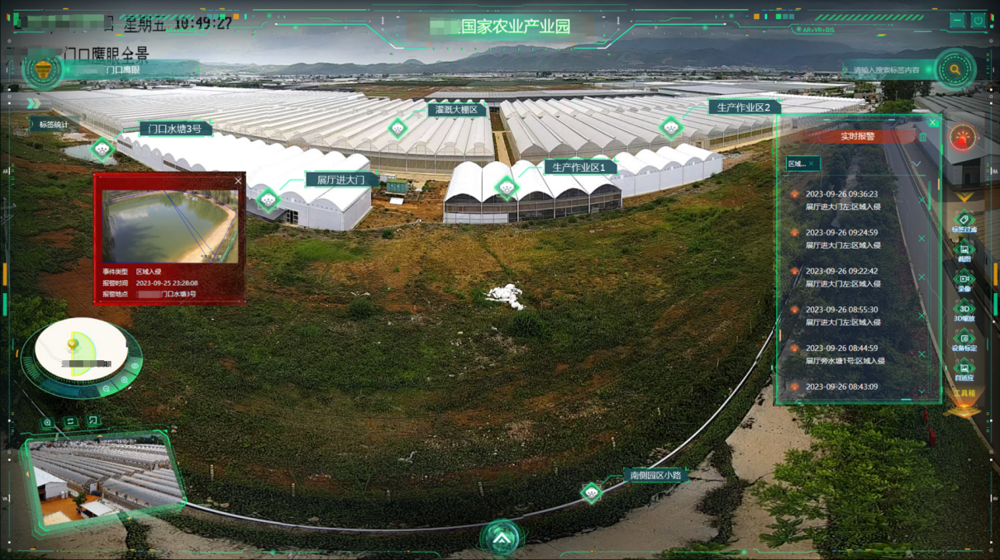 星期五 10:49:27
国家农业产业园
AR+VR+GIS
门口鹰眼全景
门口鹰眼
请输入搜索标签内容
标签统计
门口水塘3号
灌溉大棚区
生产作业区2
展厅进大门
生产作业区1
南侧园区小路
事件类型 区域入侵
报警时间 2023-09-25 23:28:08
报警地点 门口水塘3号
实时报警
区域...
2023-09-26 09:36:23
展厅进大门左:区域入侵
2023-09-26 09:24:59
展厅进大门左:区域入侵
2023-09-26 09:22:42
展厅进大门左:区域入侵
2023-09-26 08:55:30
展厅进大门左:区域入侵
2023-09-26 08:44:59
展厅旁水塘1号:区域入侵
2023-09-26 08:43:09
标签过滤
截图
录像
3D
3D缩放
设备标定
自适应
工具箱